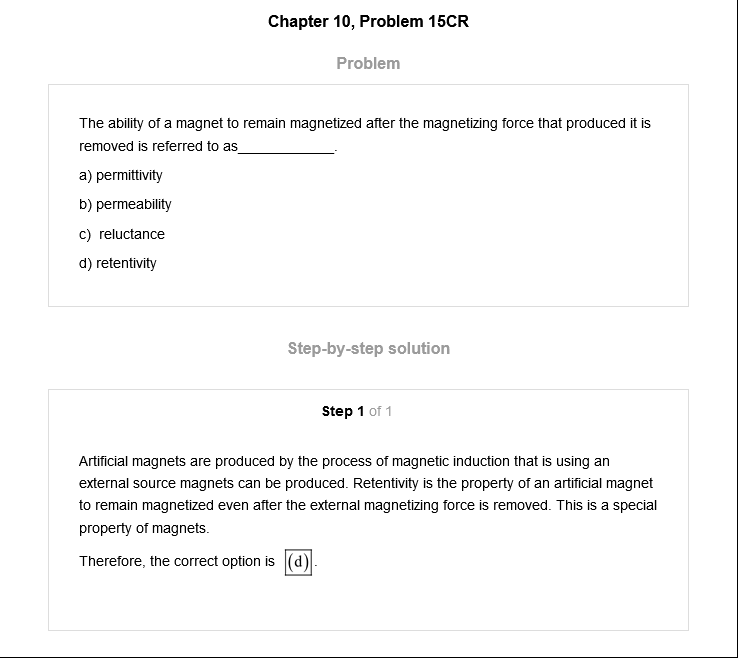 Chapter 10, Problem 15CR
Problem
The ability of a magnet to remain magnetized after the magnetizing force that produced it is
removed is referred to as____________.
a) permittivity
b) permeability
c) reluctance
d) retentivity
Step-by-step solution
Step 1 of 1
Artificial magnets are produced by the process of magnetic induction that is using an
external source magnets can be produced. Retentivity is the property of an artificial magnet
to remain magnetized even after the external magnetizing force is removed. This is a special
property of magnets.
Therefore, the correct option is (d).